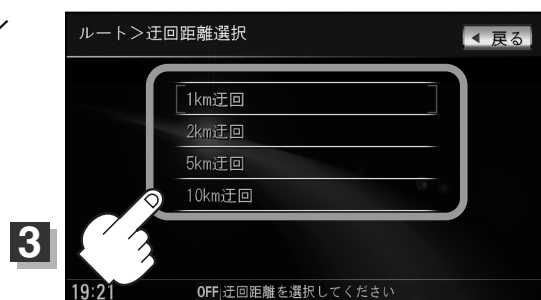 ルート＞迂回距離選択
◀ 戻る
1km迂回
2km迂回
5km迂回
10km迂回
3
19:21
OFF 迂回距離を選択してください